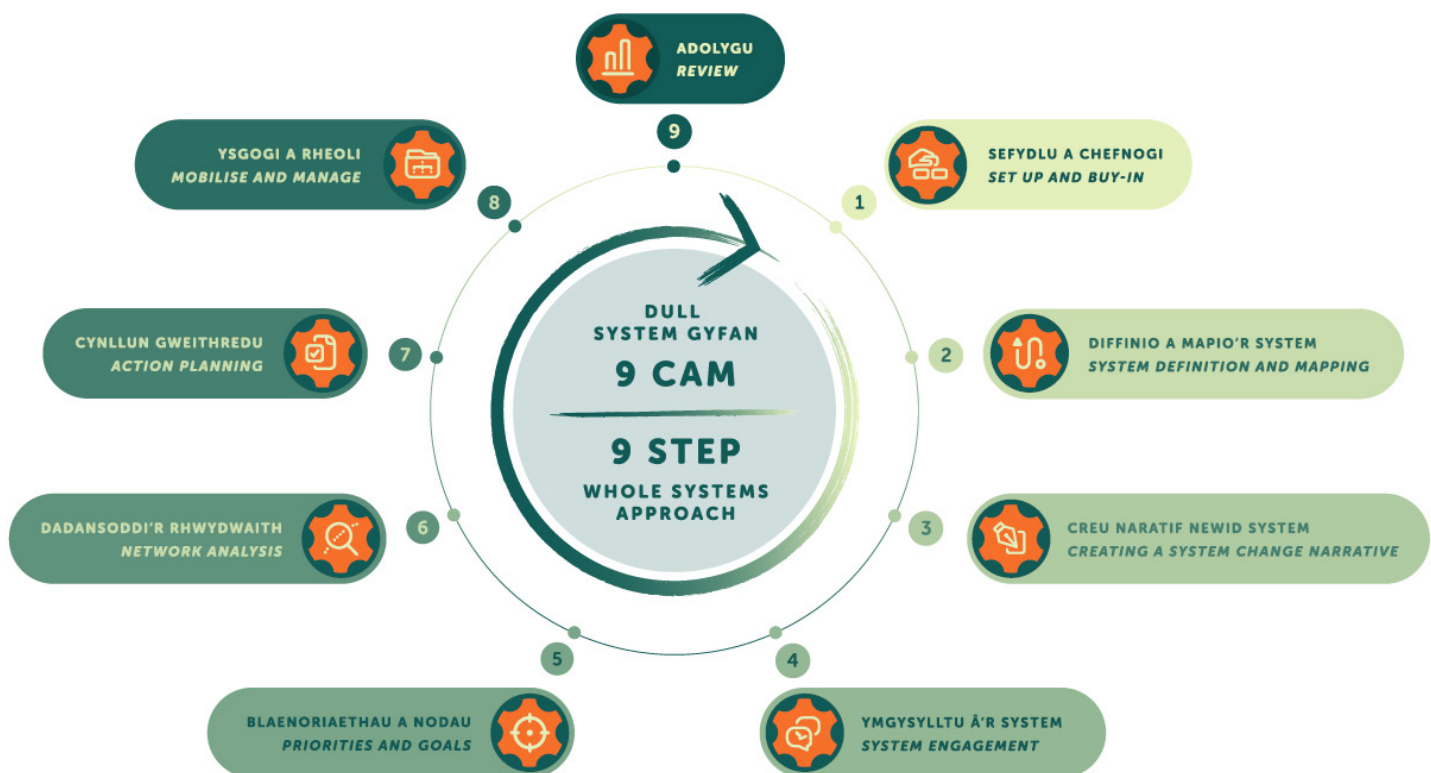 ADOLYGU
REVIEW
9
SEFYDLU A CHEFNOGI
SET UP AND BUY-IN
1
DIFFINIO A MAPIO'R SYSTEM
SYSTEM DEFINITION AND MAPPING
2
CREU NARATIF NEWID SYSTEM
CREATING A SYSTEM CHANGE NARRATIVE
3
YMGYSYLLTU Â'R SYSTEM
SYSTEM ENGAGEMENT
4
BLAENORIAETHAU A NODAU
PRIORITIES AND GOALS
5
DADANSODDI'R RHWYDWAITH
NETWORK ANALYSIS
6
CYNLLUN GWEITHREDU
ACTION PLANNING
7
YSGOGI A RHEOLI
MOBILISE AND MANAGE
8
DULL
SYSTEM GYFAN
9 CAM
9 STEP
WHOLE SYSTEMS
APPROACH